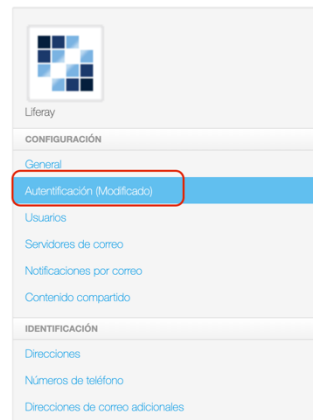 Liferay
CONFIGURACIÓN
General
Autentificación (Modificado)
Usuarios
Servidores de correo
Notificaciones por correo
Contenido compartido
IDENTIFICACIÓN
Direcciones
Números de teléfono
Direcciones de correo adicionales